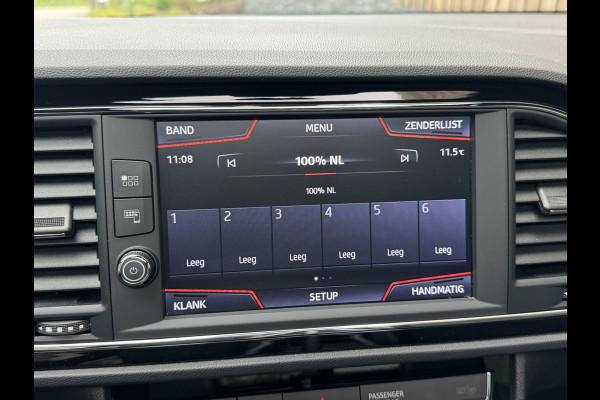 BAND MENU ZENDERLIJST
11:08 100% NL 11.5°C
100% NL
1 2 3 4 5 6
Leeg Leeg Leeg Leeg Leeg Leeg
KLANK SETUP HANDMATIG
PASSENGER